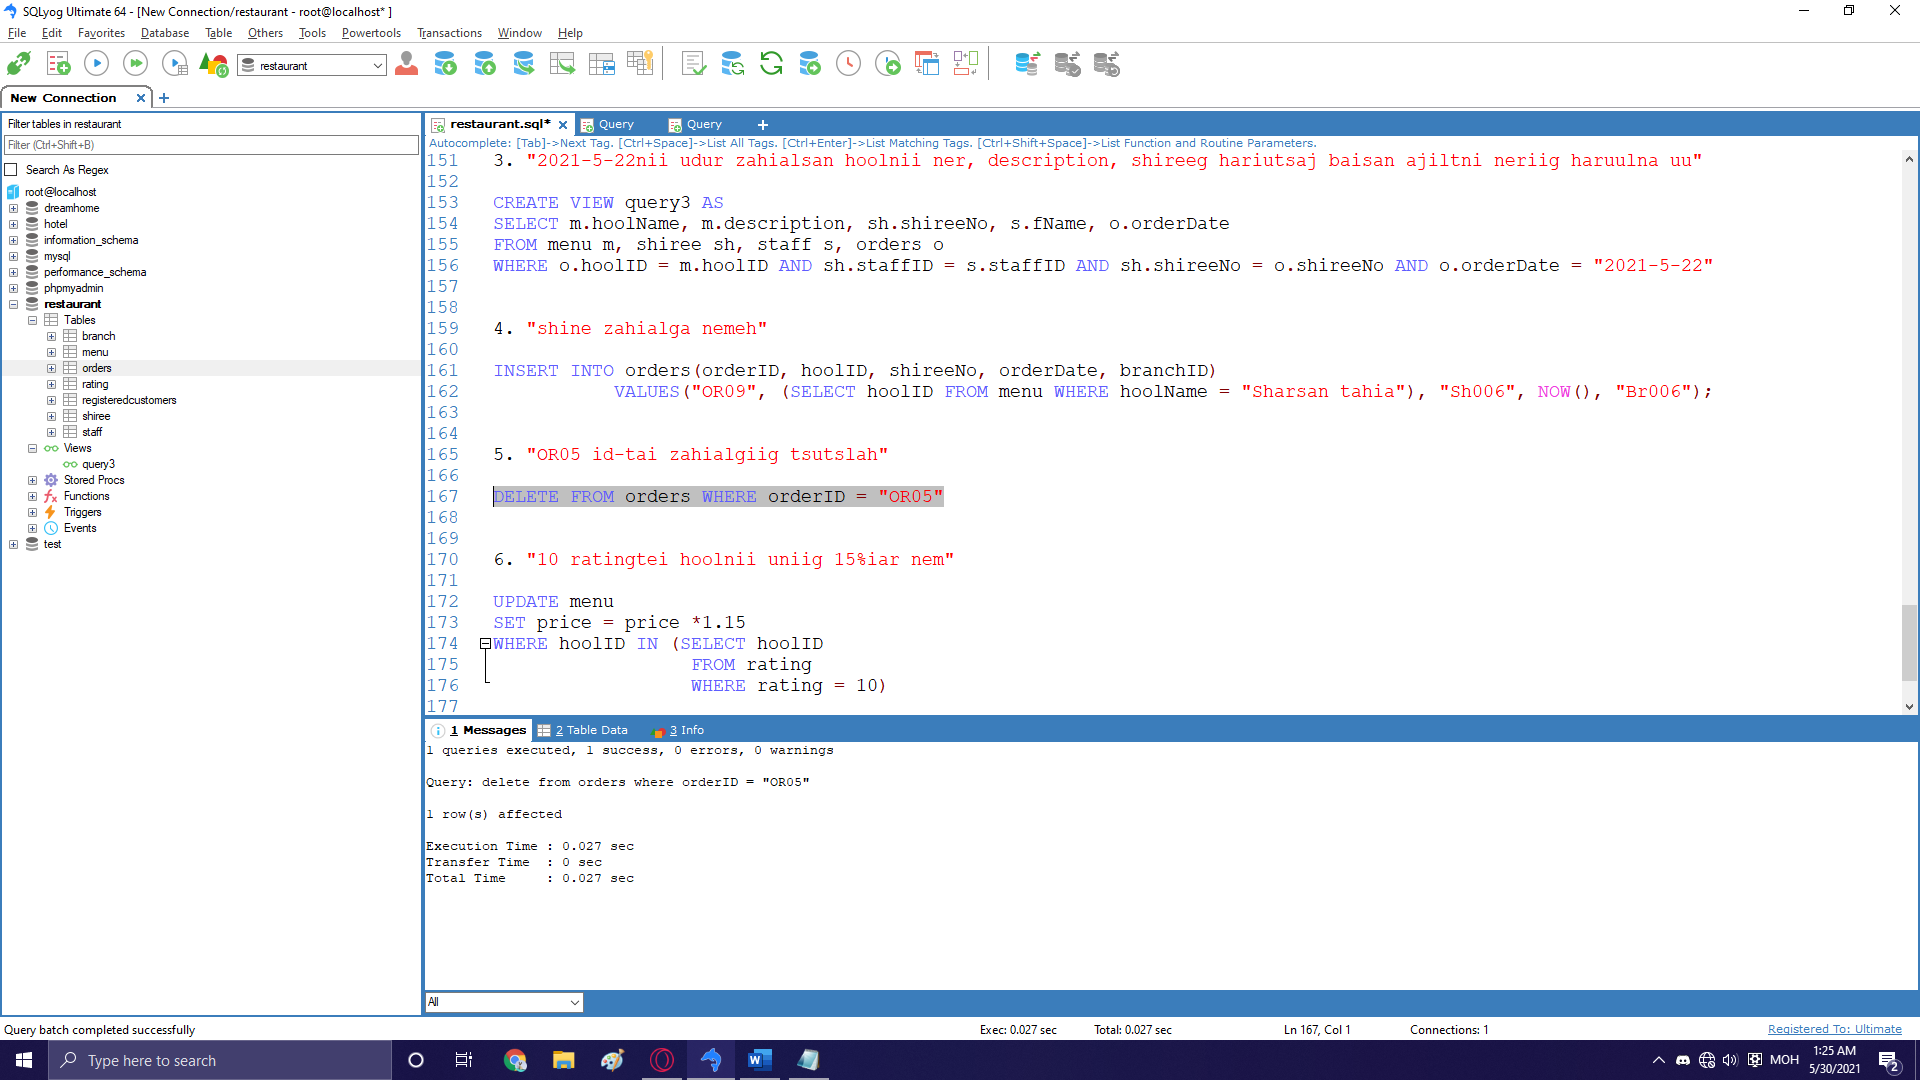 SQLyog Ultimate 64 - [New Connection/restaurant - root@localhost* ]
File Edit Favorites Database Table Others Tools Powertools Transactions Window Help
restaurant
New Connection
Filter tables in restaurant
Filter (Ctrl+Shift+B)
Search As Regex
root@localhost
dreamhome
hotel
information_schema
mysql
performance_schema
phpmyadmin
restaurant
Tables
branch
menu
orders
rating
registeredcustomers
shiree
staff
Views
query3
Stored Procs
Functions
Triggers
Events
test
restaurant.sql* Query Query
Autocomplete: [Tab]->Next Tag. [Ctrl+Space]->List All Tags. [Ctrl+Enter]->List Matching Tags. [Ctrl+Shift+Space]->List Function and Routine Parameters.
151 3. "2021-5-22nii udur zahialsan hoolnii ner, description, shireeg hariutsaj baisan ajiltni neriig haruulna uu"
152
153 CREATE VIEW query3 AS
154 SELECT m.hoolName, m.description, sh.shireeNo, s.fName, o.orderDate
155 FROM menu m, shiree sh, staff s, orders o
156 WHERE o.hoolID = m.hoolID AND sh.staffID = s.staffID AND sh.shireeNo = o.shireeNo AND o.orderDate = "2021-5-22"
157
158
159 4. "shine zahialga nemeh"
160
161 INSERT INTO orders(orderID, hoolID, shireeNo, orderDate, branchID)
162 VALUES("OR09", (SELECT hoolID FROM menu WHERE hoolName = "Sharsan tahia"), "Sh006", NOW(), "Br006");
163
164
165 5. "OR05 id-tai zahialgiig tsutslah"
166
167 DELETE FROM orders WHERE orderID = "OR05"
168
169
170 6. "10 ratingtei hoolnii uniig 15%iar nem"
171
172 UPDATE menu
173 SET price = price *1.15
174 WHERE hoolID IN (SELECT hoolID
175 FROM rating
176 WHERE rating = 10)
177
1 Messages 2 Table Data 3 Info
1 queries executed, 1 success, 0 errors, 0 warnings
Query: delete from orders where orderID = "OR05"
1 row(s) affected
Execution Time : 0.027 sec
Transfer Time : 0 sec
Total Time : 0.027 sec
All
Query batch completed successfully Exec: 0.027 sec Total: 0.027 sec Ln 167, Col 1 Connections: 1 Registered To: Ultimate
Type here to search
МОН
1:25 AM
5/30/2021
2